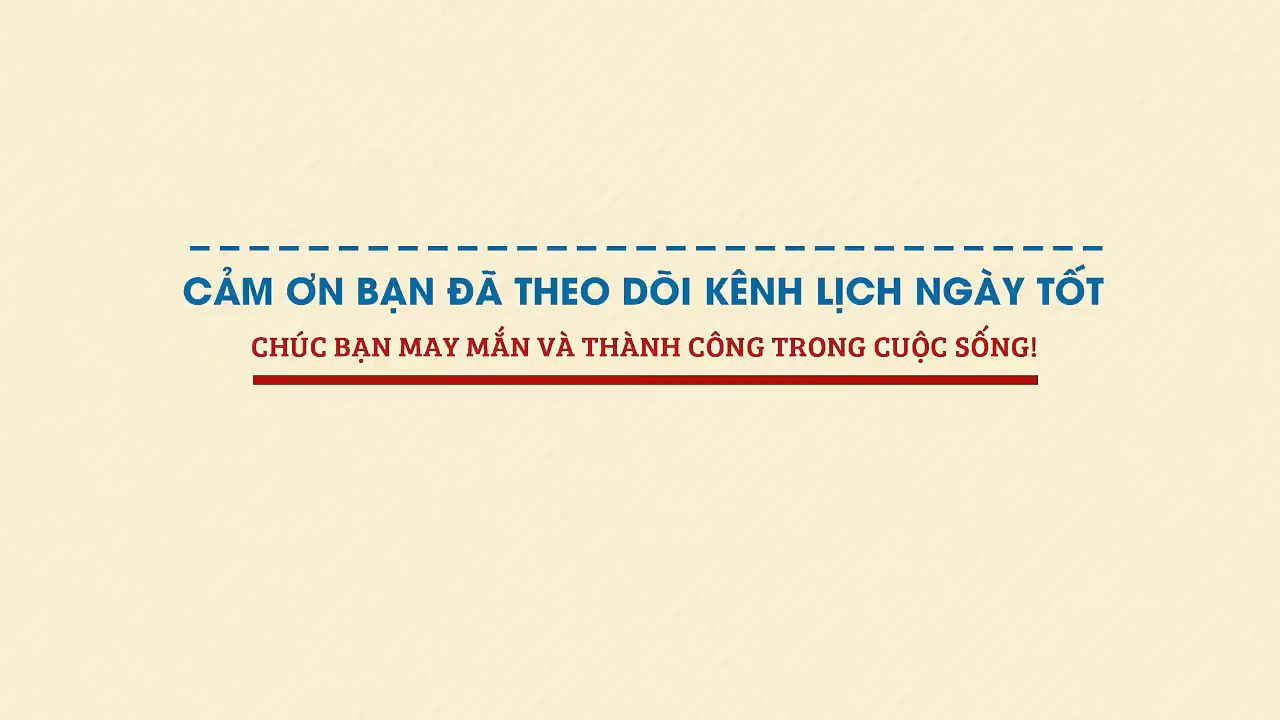 CẢM ƠN BẠN ĐÃ THEO DÕI KÊNH LỊCH NGÀY TỐT
CHÚC BẠN MAY MẮN VÀ THÀNH CÔNG TRONG CUỘC SỐNG!